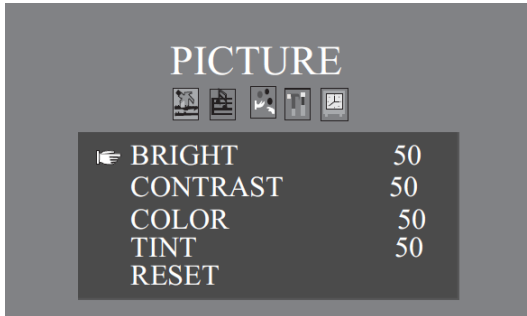 PICTURE
BRIGHT 50
CONTRAST 50
COLOR 50
TINT 50
RESET